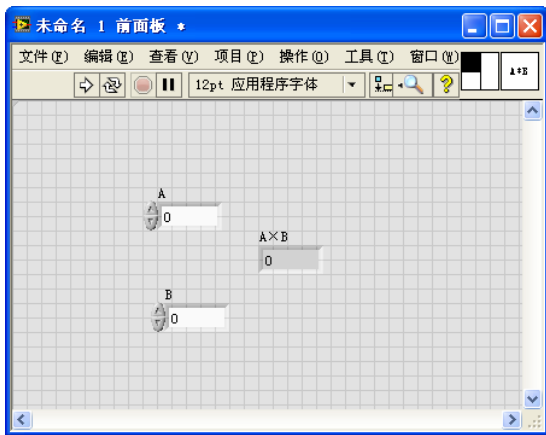 未命名 1 前面板 *
文件(F) 编辑(E) 查看(V) 项目(P) 操作(O) 工具(T) 窗口(W)
12pt 应用程序字体 ?
A*B
A
0
A×B
0
B
0